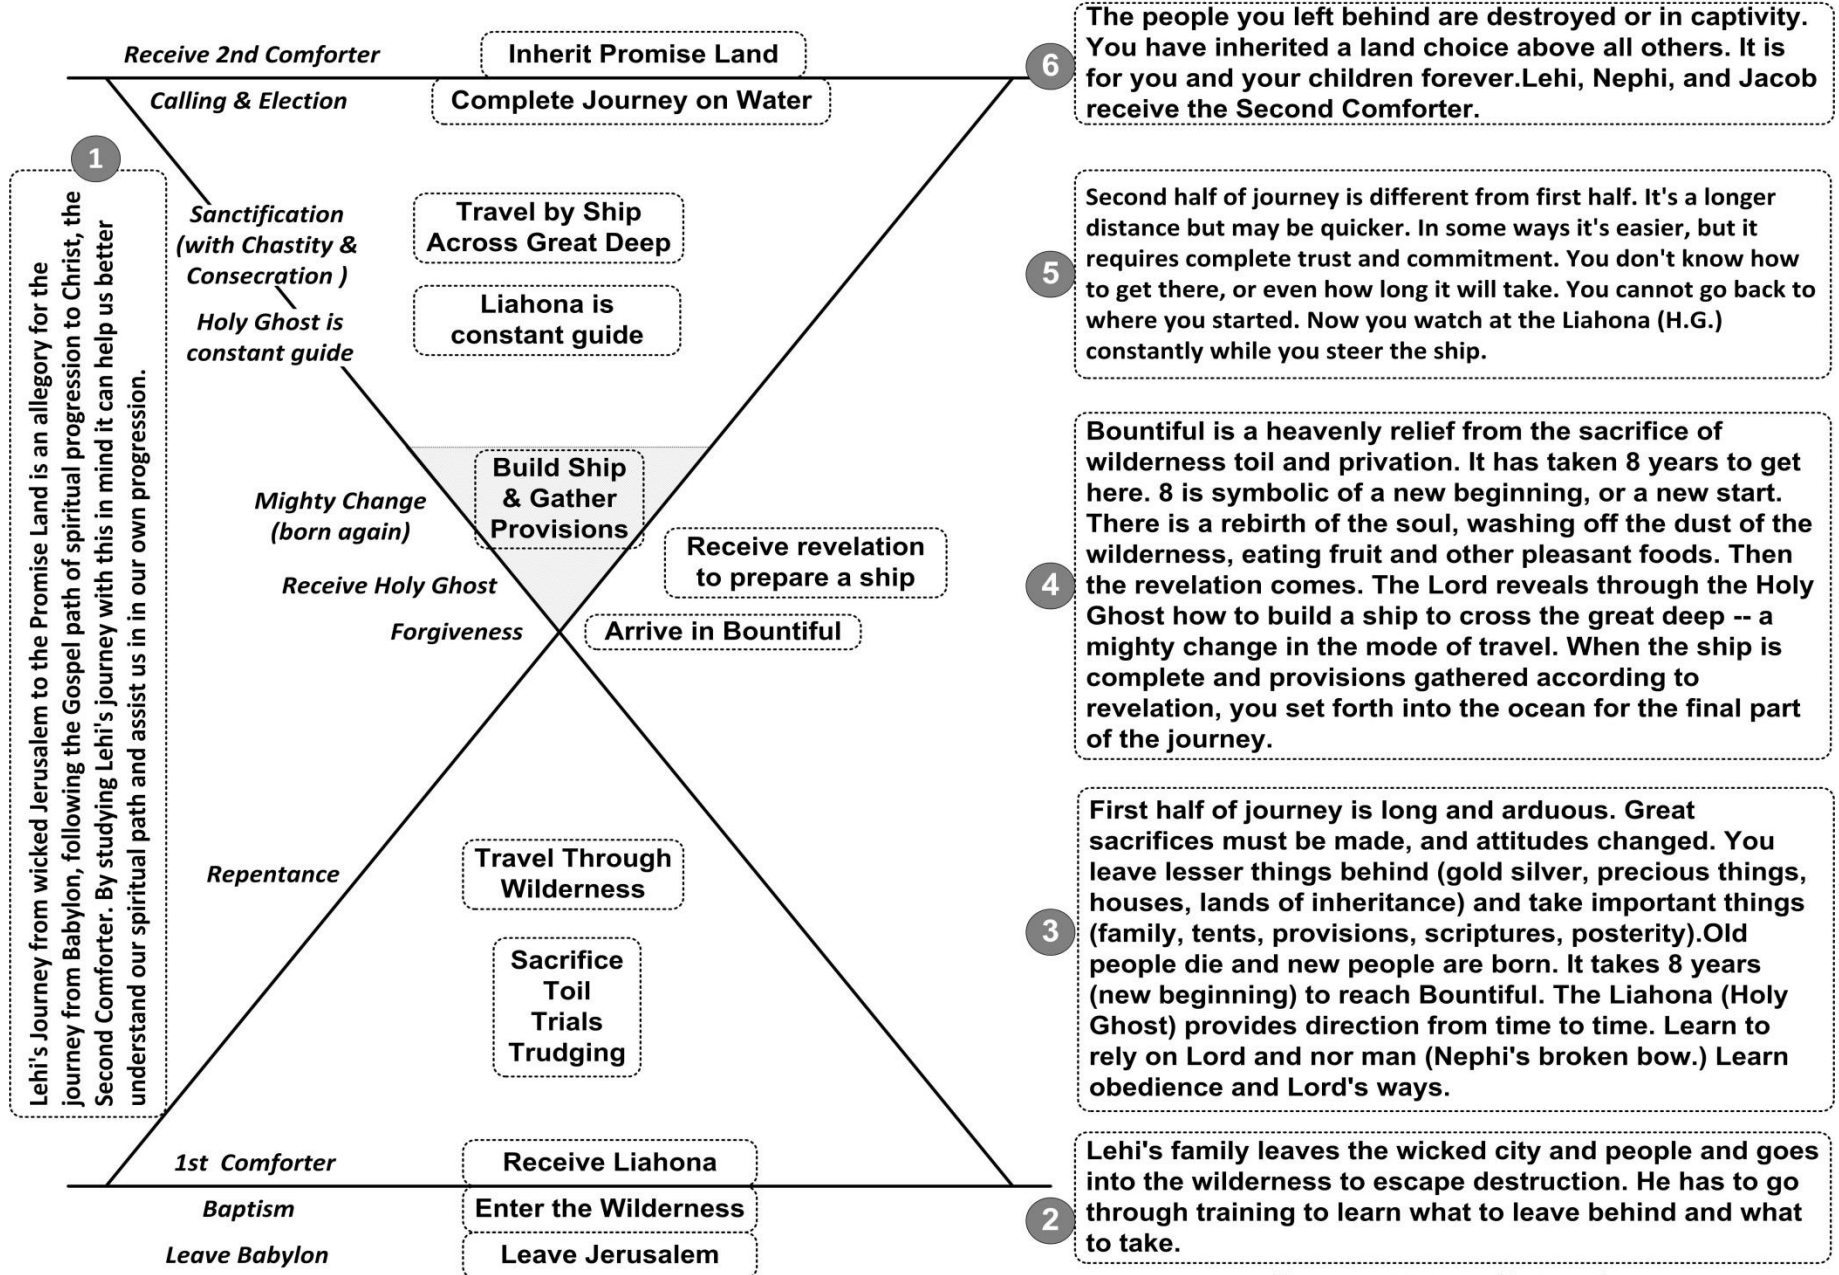 Receive 2nd Comforter
Inherit Promise Land
Calling & Election
Complete Journey on Water
6
The people you left behind are destroyed or in captivity.
You have inherited a land choice above all others. It is
for you and your children forever.Lehi, Nephi, and Jacob
receive the Second Comforter.
1
Lehi's Journey from wicked Jerusalem to the Promise Land is an allegory for the
journey from Babylon, following the Gospel path of spiritual progression to Christ, the
Second Comforter. By studying Lehi's journey with this in mind it can help us better
understand our spiritual path and assist us in in our own progression.
Sanctification
(with Chastity &
Consecration )
Travel by Ship
Across Great Deep
Holy Ghost is
constant guide
Liahona is
constant guide
5
Second half of journey is different from first half. It's a longer
distance but may be quicker. In some ways it's easier, but it
requires complete trust and commitment. You don't know how
to get there, or even how long it will take. You cannot go back to
where you started. Now you watch at the Liahona (H.G.)
constantly while you steer the ship.
Mighty Change
(born again)
Build Ship
& Gather
Provisions
Receive Holy Ghost
Receive revelation
to prepare a ship
Forgiveness
Arrive in Bountiful
4
Bountiful is a heavenly relief from the sacrifice of
wilderness toil and privation. It has taken 8 years to get
here. 8 is symbolic of a new beginning, or a new start.
There is a rebirth of the soul, washing off the dust of the
wilderness, eating fruit and other pleasant foods. Then
the revelation comes. The Lord reveals through the Holy
Ghost how to build a ship to cross the great deep -- a
mighty change in the mode of travel. When the ship is
complete and provisions gathered according to
revelation, you set forth into the ocean for the final part
of the journey.
Repentance
Travel Through
Wilderness
Sacrifice
Toil
Trials
Trudging
3
First half of journey is long and arduous. Great
sacrifices must be made, and attitudes changed. You
leave lesser things behind (gold silver, precious things,
houses, lands of inheritance) and take important things
(family, tents, provisions, scriptures, posterity).Old
people die and new people are born. It takes 8 years
(new beginning) to reach Bountiful. The Liahona (Holy
Ghost) provides direction from time to time. Learn to
rely on Lord and nor man (Nephi's broken bow.) Learn
obedience and Lord's ways.
1st Comforter
Receive Liahona
Baptism
Enter the Wilderness
Leave Babylon
Leave Jerusalem
2
Lehi's family leaves the wicked city and people and goes
into the wilderness to escape destruction. He has to go
through training to learn what to leave behind and what
to take.